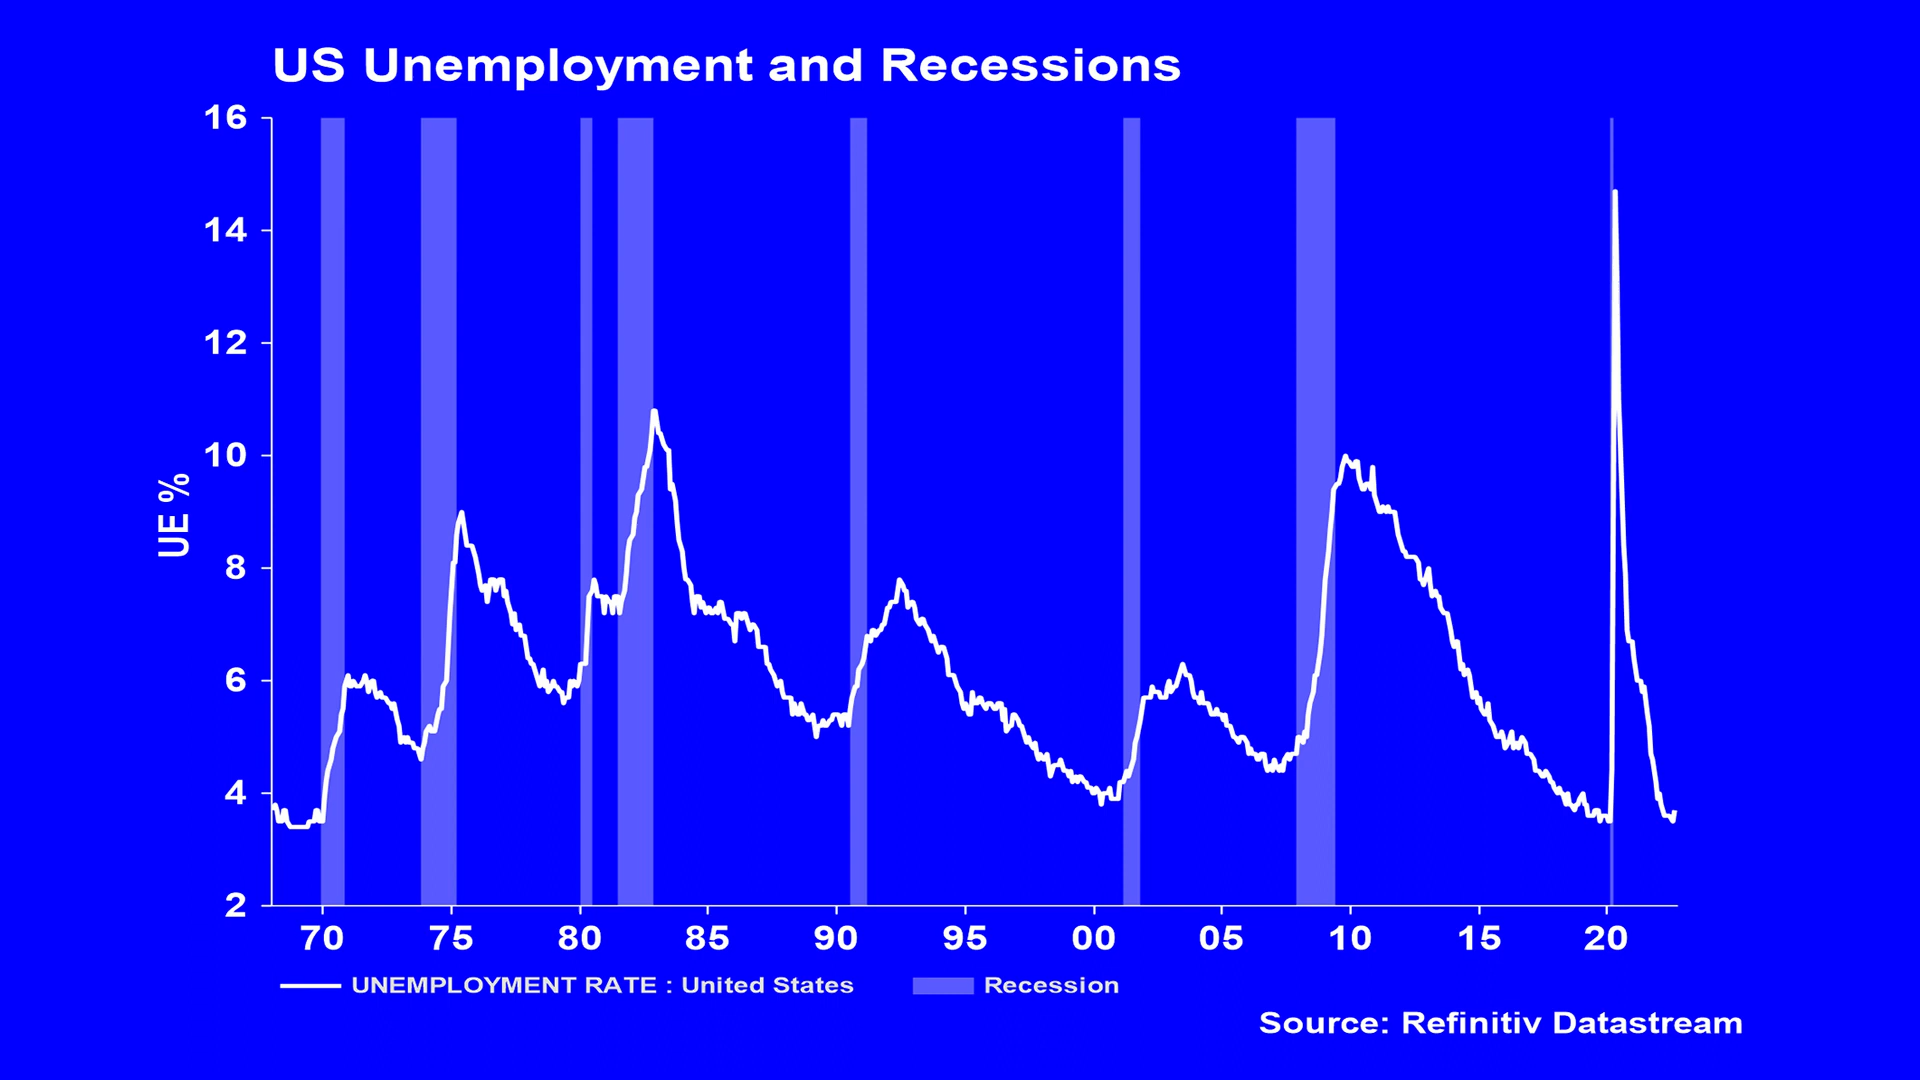 US Unemployment and Recessions
16
14
12
10
8
6
4
2
UE %
70 75 80 85 90 95 00 05 10 15 20
UNEMPLOYMENT RATE : United States Recession
Source: Refinitiv Datastream